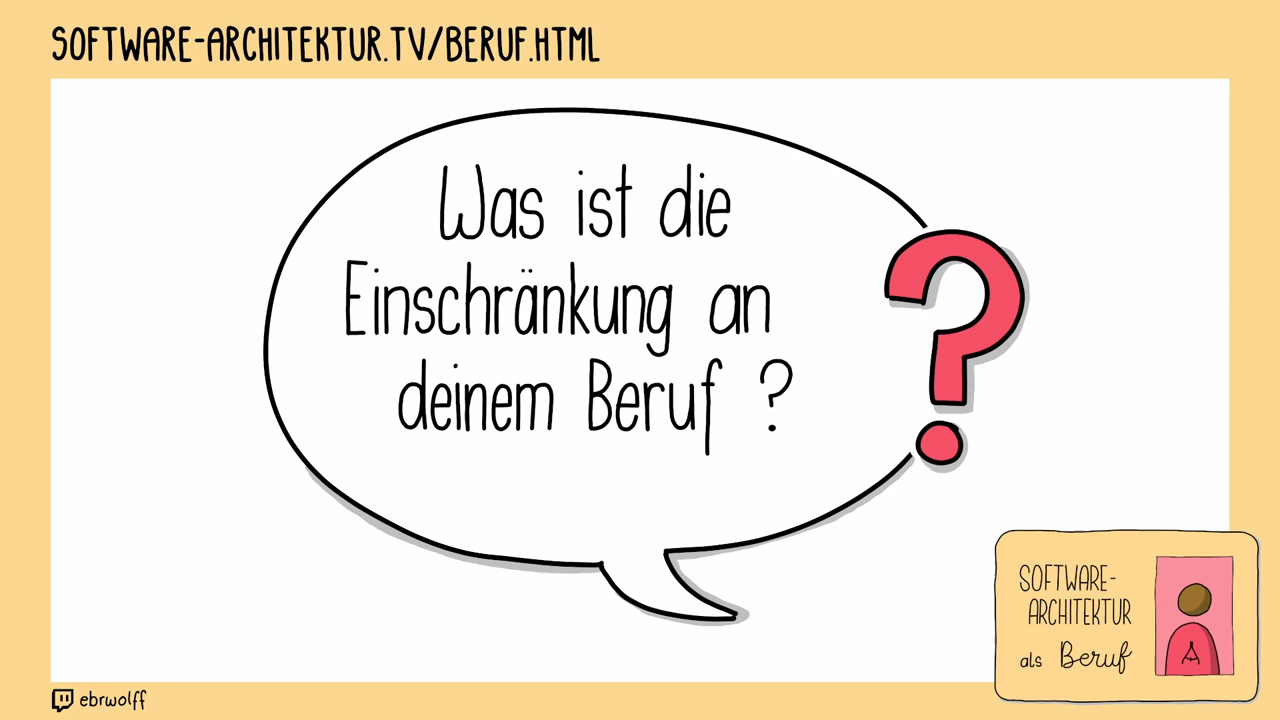 SOFTWARE-ARCHITEKTUR.TV/BERUF.HTML
Was ist die
Einschränkung an
deinem Beruf ?
SOFTWARE-
ARCHITEKTUR
als Beruf
ebrwolff